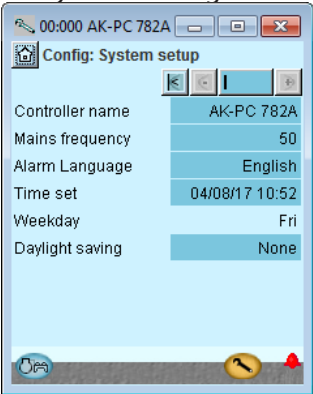 00:000 AK-PC 782A
Config: System setup
Controller name AK-PC 782A
Mains frequency 50
Alarm Language English
Time set 04/08/17 10:52
Weekday Fri
Daylight saving None